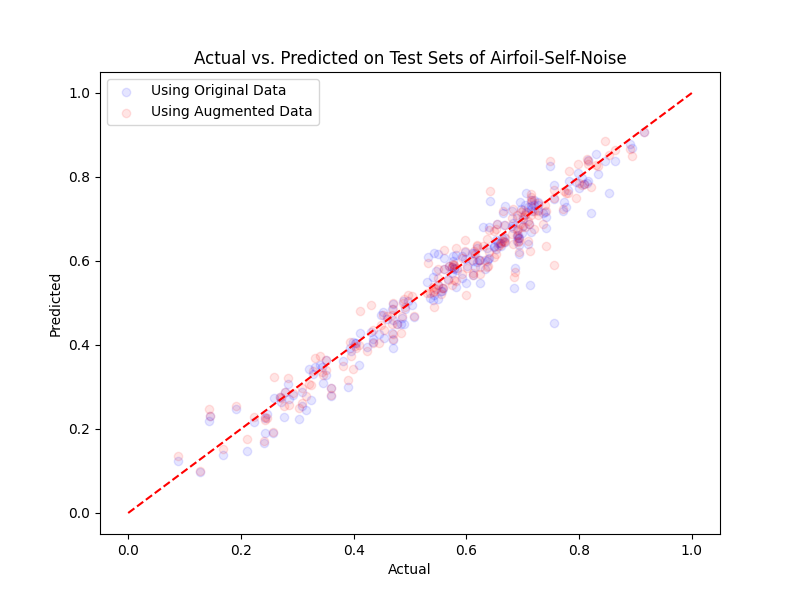 Actual vs. Predicted on Test Sets of Airfoil-Self-Noise
Using Original Data
Using Augmented Data
Predicted
1.0
0.8
0.6
0.4
0.2
0.0
0.0 0.2 0.4 0.6 0.8 1.0
Actual